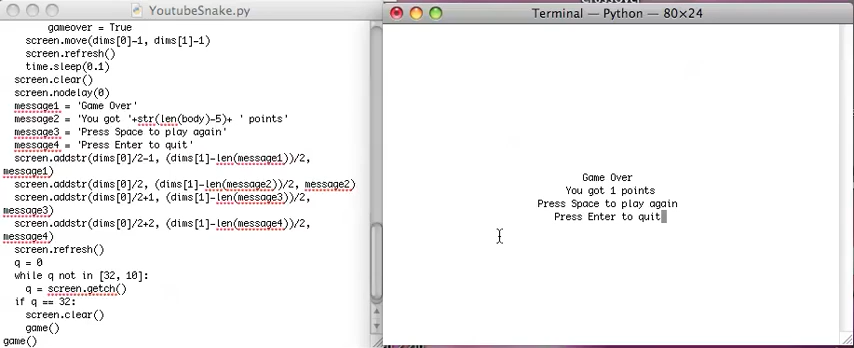 YoutubeSnake.py
gameover = True
screen.move(dims[0]-1, dims[1]-1)
screen.refresh()
time.sleep(0.1)
screen.clear()
screen.nodelay(0)
message1 = 'Game Over'
message2 = 'You got '+str(len(body)-5)+ ' points'
message3 = 'Press Space to play again'
message4 = 'Press Enter to quit'
screen.addstr(dims[0]/2-1, (dims[1]-len(message1))/2,
message1)
screen.addstr(dims[0]/2, (dims[1]-len(message2))/2, message2)
screen.addstr(dims[0]/2+1, (dims[1]-len(message3))/2,
message3)
screen.addstr(dims[0]/2+2, (dims[1]-len(message4))/2,
message4)
screen.refresh()
q = 0
while q not in [32, 10]:
q = screen.getch()
if q == 32:
screen.clear()
game()
game()
Terminal — Python — 80×24
Game Over
You got 1 points
Press Space to play again
Press Enter to quit